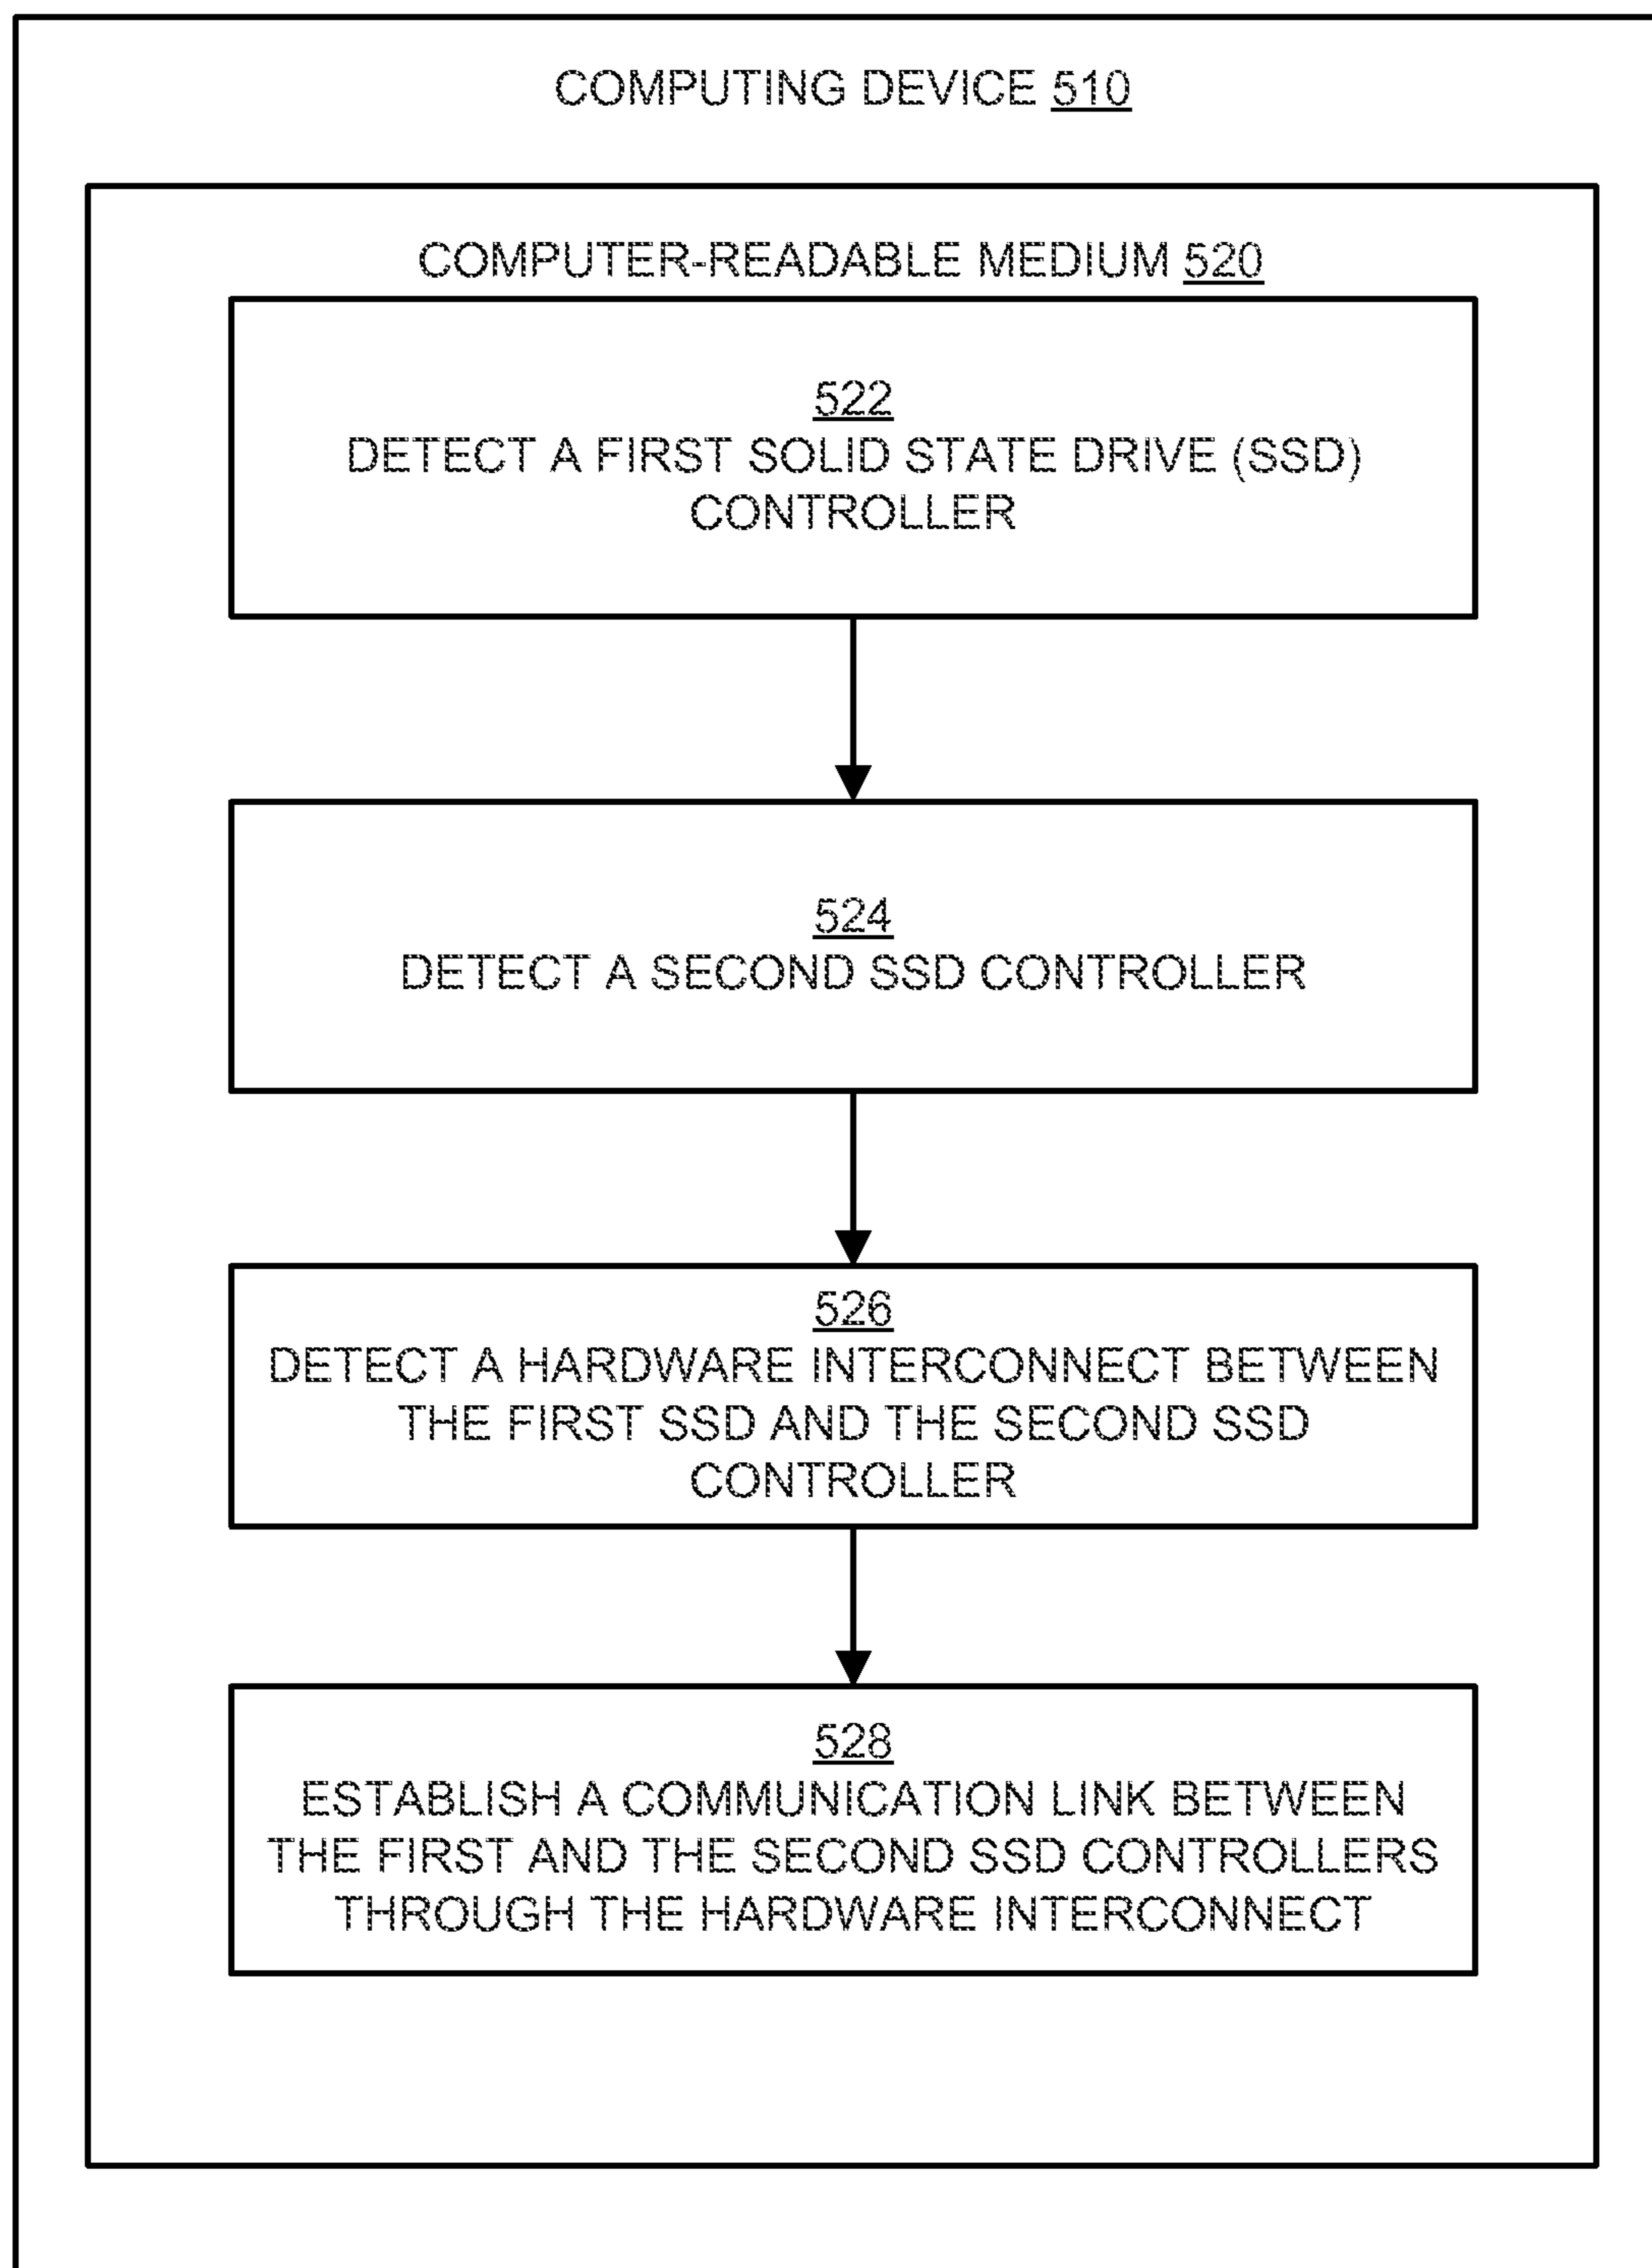 COMPUTING DEVICE 510
COMPUTER-READABLE MEDIUM 520
522
DETECT A FIRST SOLID STATE DRIVE (SSD)
CONTROLLER
524
DETECT A SECOND SSD CONTROLLER
526
DETECT A HARDWARE INTERCONNECT BETWEEN
THE FIRST SSD AND THE SECOND SSD
CONTROLLER
528
ESTABLISH A COMMUNICATION LINK BETWEEN
THE FIRST AND THE SECOND SSD CONTROLLERS
THROUGH THE HARDWARE INTERCONNECT